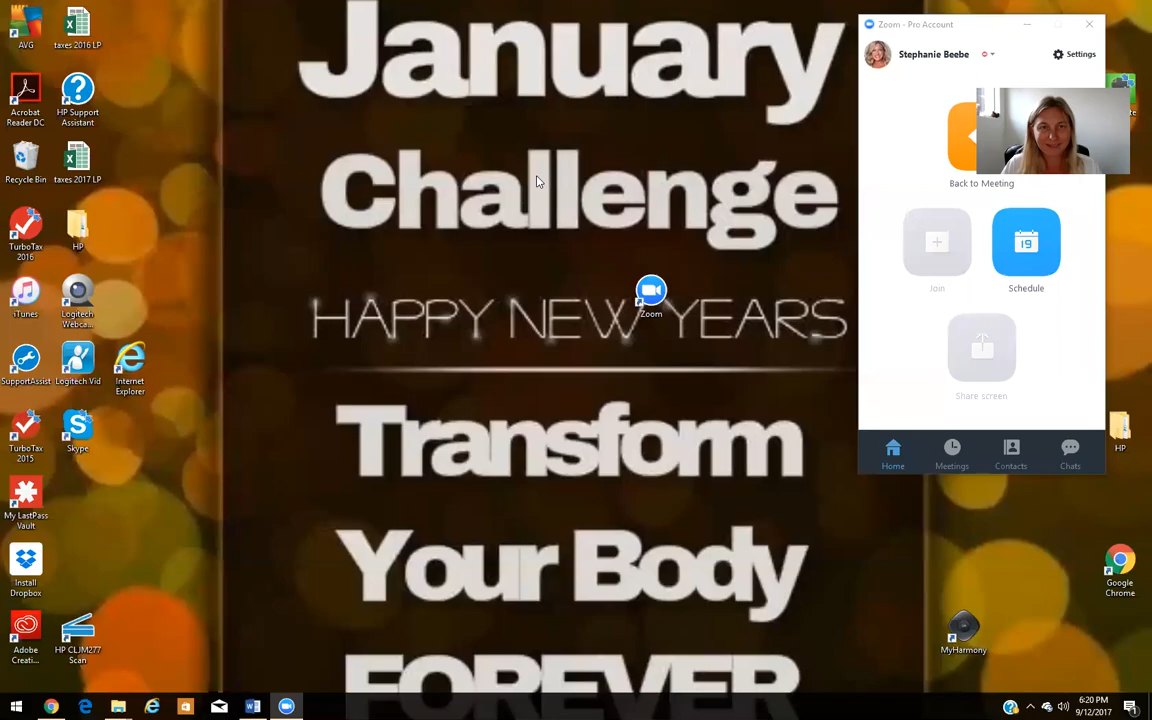 January
Challenge
HAPPY NEW YEARS
Transform
Your Body
FOREVER
AVG
taxes 2016 LP
Acrobat
Reader DC
HP Support
Assistant
Recycle Bin
taxes 2017 LP
TurboTax
2016
HP
iTunes
Logitech
Webca...
SupportAssist
Logitech Vid
Internet
Explorer
TurboTax
2015
Skype
My LastPass
Vault
Install
Dropbox
Adobe
Creati...
HP CLJM277
Scan
Zoom
Zoom - Pro Account
Stephanie Beebe
Settings
Back to Meeting
Join
19
Schedule
Share screen
Home
Meetings
Contacts
Chats
HP
Google
Chrome
MyHarmony
6:20 PM
9/12/2017